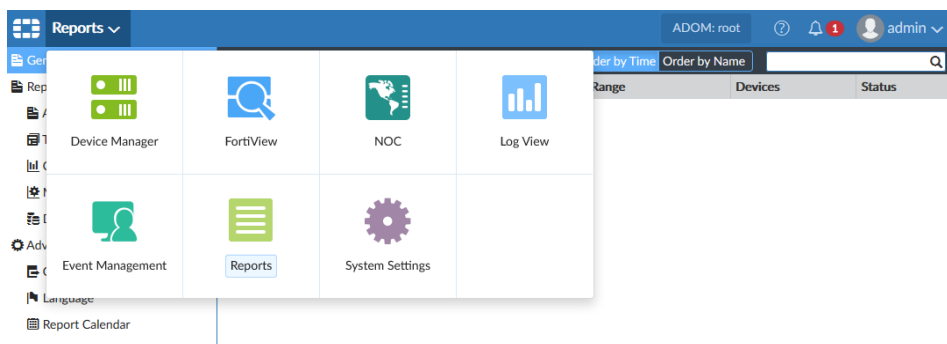 Reports
ADOM: root
1
admin
Ger
der by Time
Order by Name
Rep
Range
Devices
Status
Device Manager
FortiView
NOC
Log View
Adv
Event Management
Reports
System Settings
Language
Report Calendar